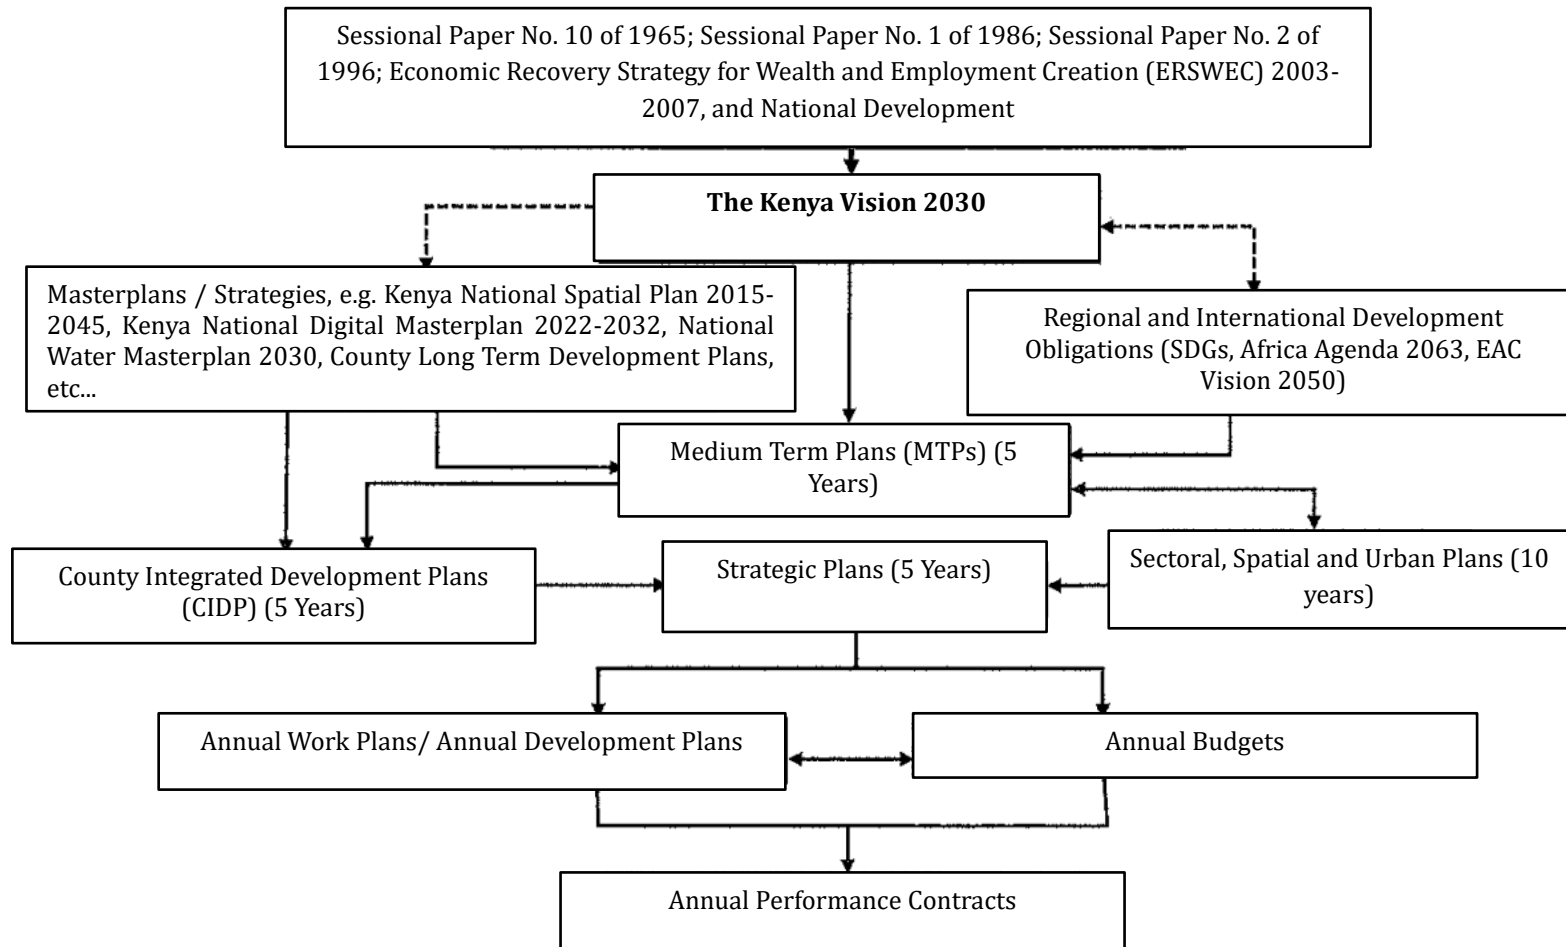 Sessional Paper No. 10 of 1965; Sessional Paper No. 1 of 1986; Sessional Paper No. 2 of
1996; Economic Recovery Strategy for Wealth and Employment Creation (ERSWEC) 2003-
2007, and National Development
The Kenya Vision 2030
Masterplans / Strategies, e.g. Kenya National Spatial Plan 2015-
2045, Kenya National Digital Masterplan 2022-2032, National
Water Masterplan 2030, County Long Term Development Plans,
etc...
Regional and International Development
Obligations (SDGs, Africa Agenda 2063, EAC
Vision 2050)
Medium Term Plans (MTPs) (5
Years)
County Integrated Development Plans
(CIDP) (5 Years)
Strategic Plans (5 Years)
Sectoral, Spatial and Urban Plans (10
years)
Annual Work Plans/ Annual Development Plans
Annual Budgets
Annual Performance Contracts